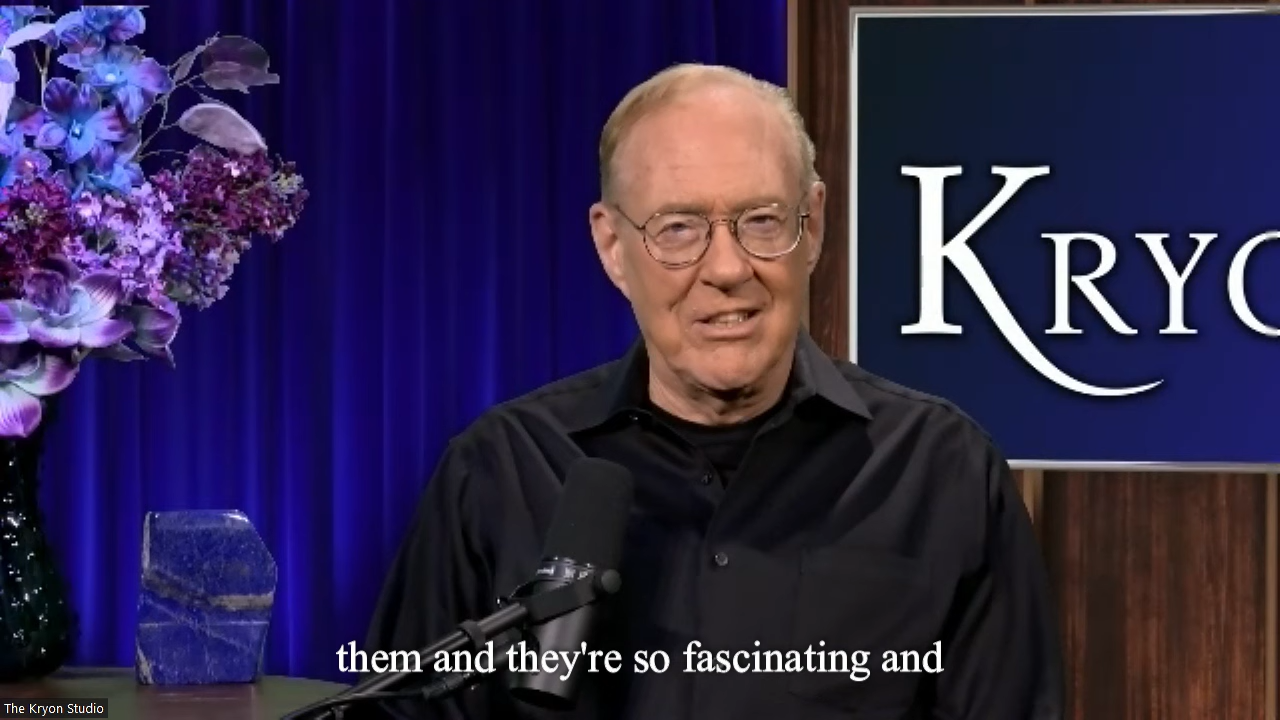 KRYO
them and they're so fascinating and
The Kryon Studio